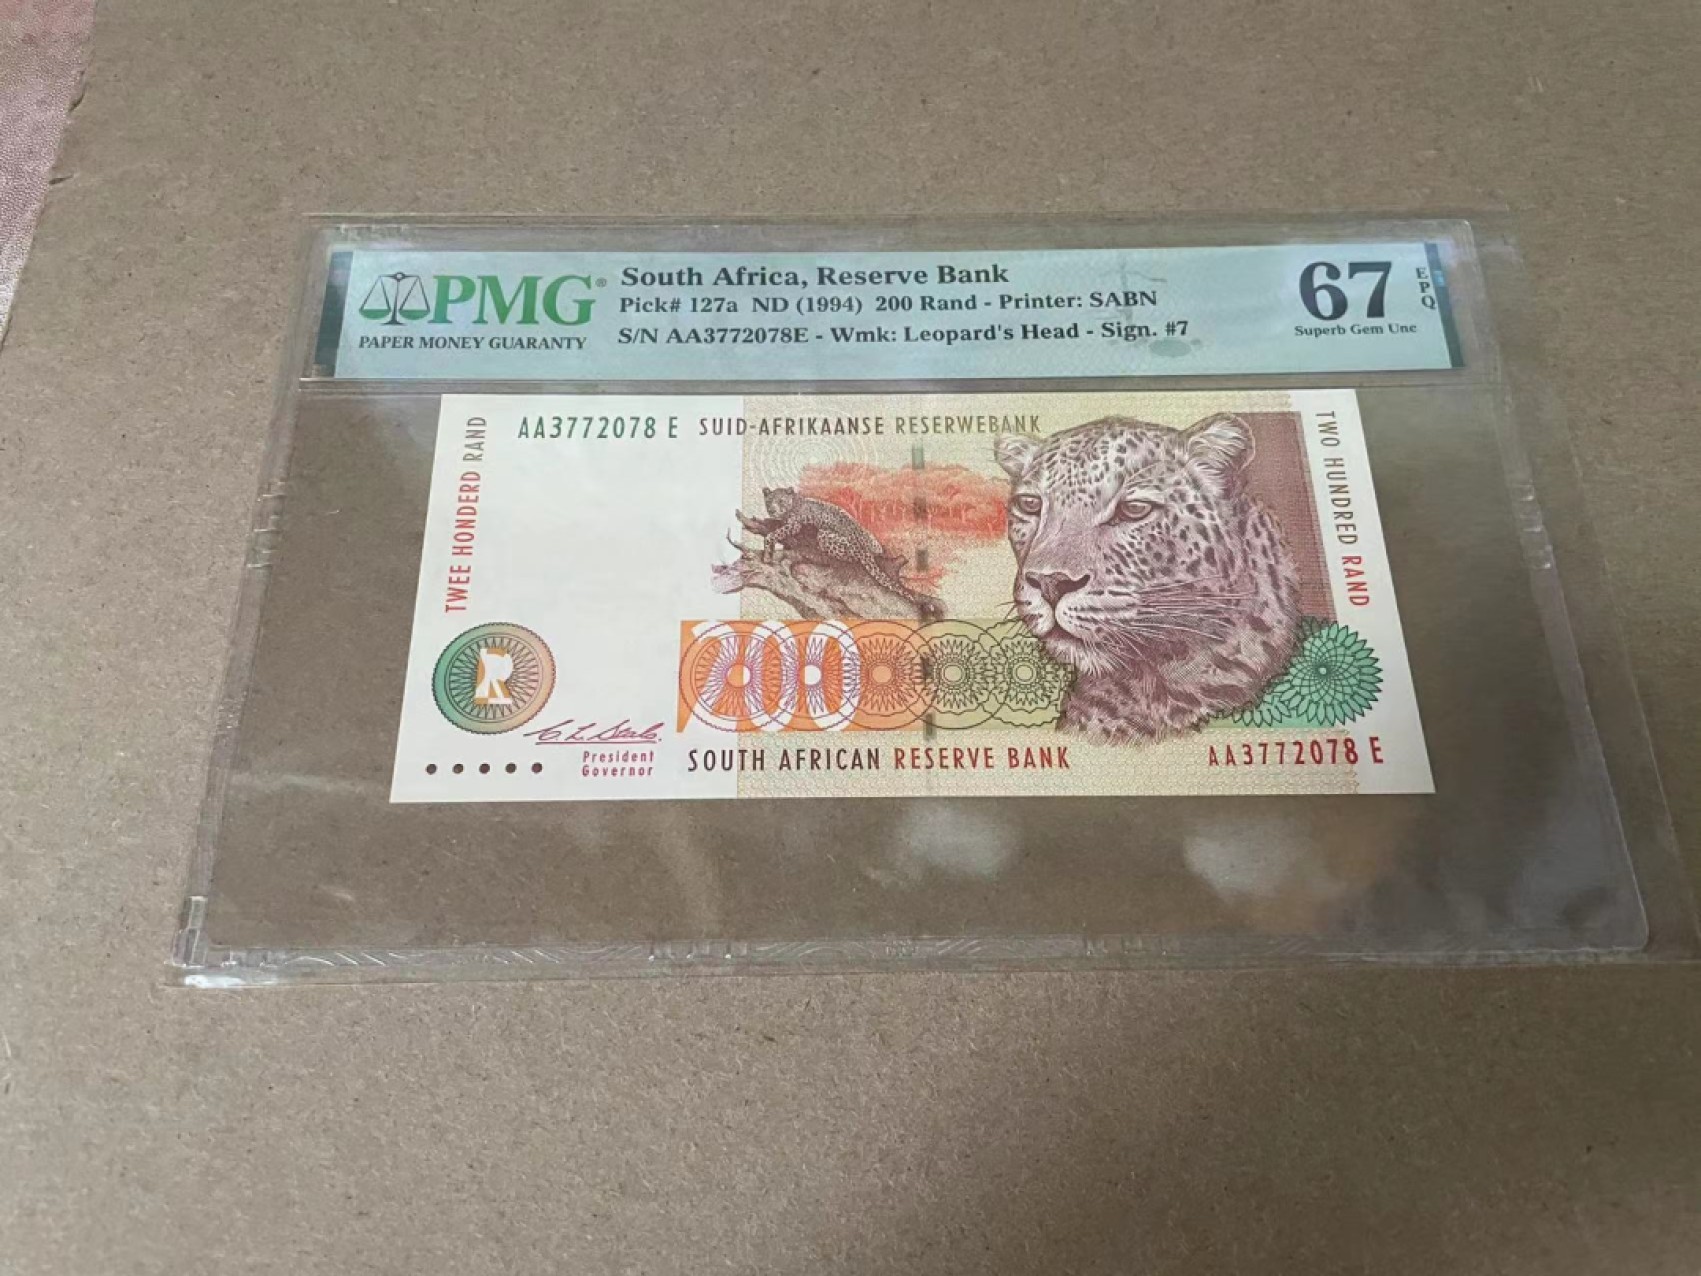 PMG®
PAPER MONEY GUARANTY
South Africa, Reserve Bank
Pick# 127a ND (1994) 200 Rand - Printer: SABN
S/N AA3772078E - Wmk: Leopard's Head - Sign. #7
67
EPQ
Superb Gem Unc
TWEE HONDERD RAND
AA3772078 E
SUID-AFRIKAANSE RESERWEBANK
TWO HUNDRED RAND
R
200
President
Governor
SOUTH AFRICAN RESERVE BANK
AA3772078 E